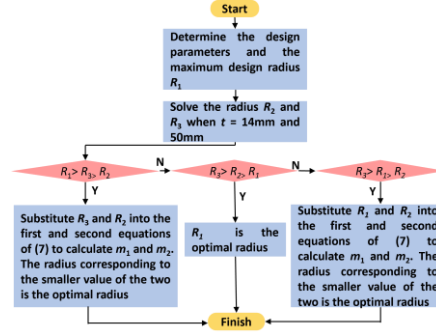 Start
Determine the design
parameters and the
maximum design radius
R₁
Solve the radius R₂ and
R₃ when t = 14mm and
50mm
R₁> R₃, R₂
N
R₃> R₂, R₁
N
R₃> R₁, R₂
Y
Y
Y
Substitute R₃ and R₂ into the
first and second equations
of (7) to calculate m₁ and m₂.
The radius corresponding to
the smaller value of the two
is the optimal radius
R₁ is the
optimal radius
Substitute R₁ and R₂ into
the first and second
equations of (7) to
calculate m₁ and m₂. The
radius corresponding to
the smaller value of the
two is the optimal radius
Finish